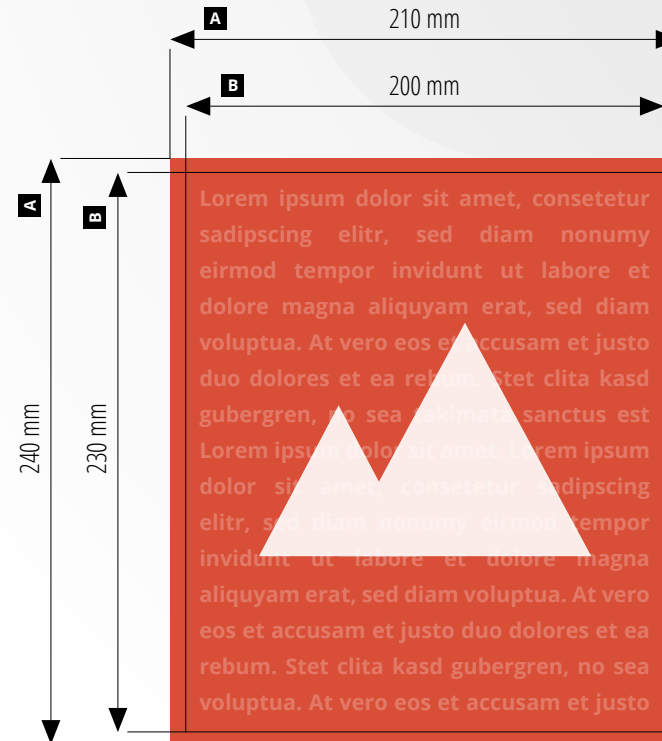 A 210 mm
B 200 mm
A
B
240 mm
230 mm
Lorem ipsum dolor sit amet, consetetur
sadipscing elitr, sed diam nonumy
eirmod tempor invidunt ut labore et
dolore magna aliquyam erat, sed diam
voluptua. At vero eos et accusam et justo
duo dolores et ea rebum. Stet clita kasd
gubergren, no sea takimata sanctus est
Lorem ipsum dolor sit amet. Lorem ipsum
dolor sit amet, consetetur sadipscing
elitr, sed diam nonumy eirmod tempor
invidunt ut labore et dolore magna
aliquyam erat, sed diam voluptua. At vero
eos et accusam et justo duo dolores et ea
rebum. Stet clita kasd gubergren, no sea
voluptua. At vero eos et accusam et justo